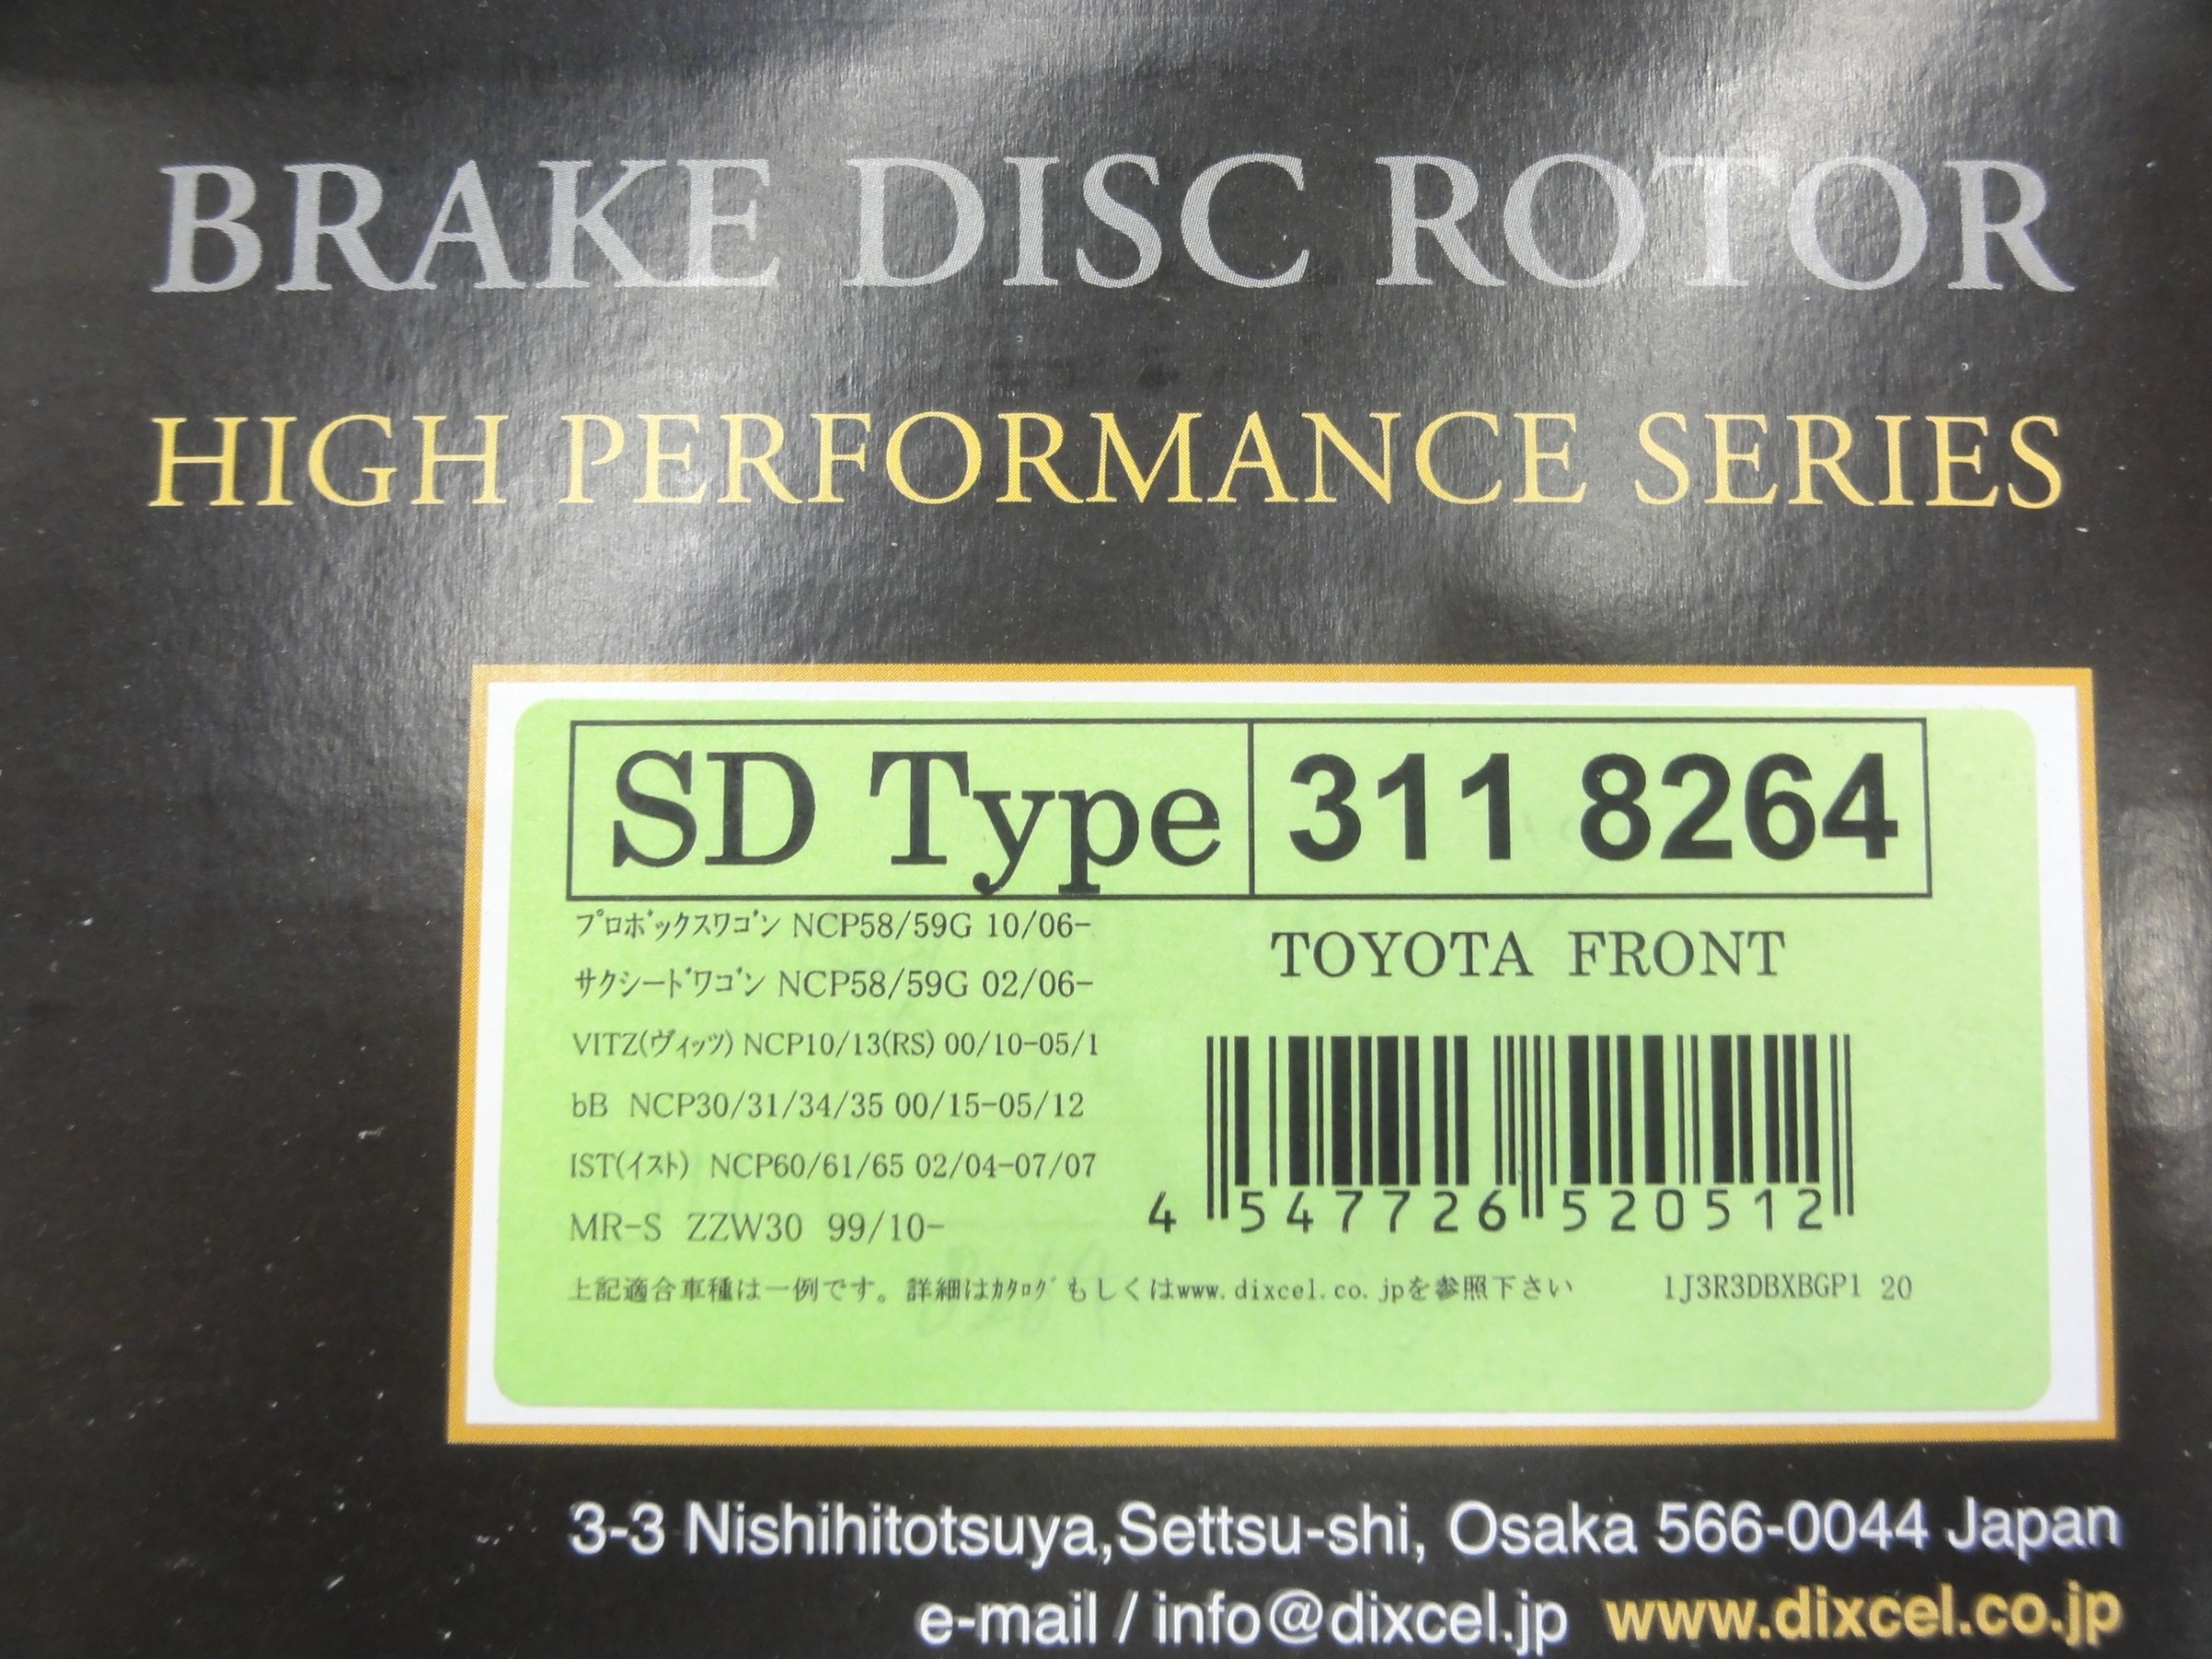 BRAKE DISC ROTOR
HIGH PERFORMANCE SERIES
SD Type 311 8264
ﾌﾟﾛﾎﾞｯｸｽﾜｺﾞﾝ NCP58/59G 10/06-
ｻｸｼｰﾄﾞﾜｺﾞﾝ NCP58/59G 02/06-
VITZ(ヴィッツ) NCP10/13(RS) 00/10-05/1
bB NCP30/31/34/35 00/15-05/12
IST(ｲｽﾄ) NCP60/61/65 02/04-07/07
MR-S ZZW30 99/10-
TOYOTA FRONT
4 547726 520512
上記適合車種は一例です。詳細はｶﾀﾛｸﾞもしくはwww.dixcel.co.jpを参照下さい 1J3R3DBXBGP1 20
3-3 Nishihitotsuya,Settsu-shi, Osaka 566-0044 Japan
e-mail / info@dixcel.jp www.dixcel.co.jp